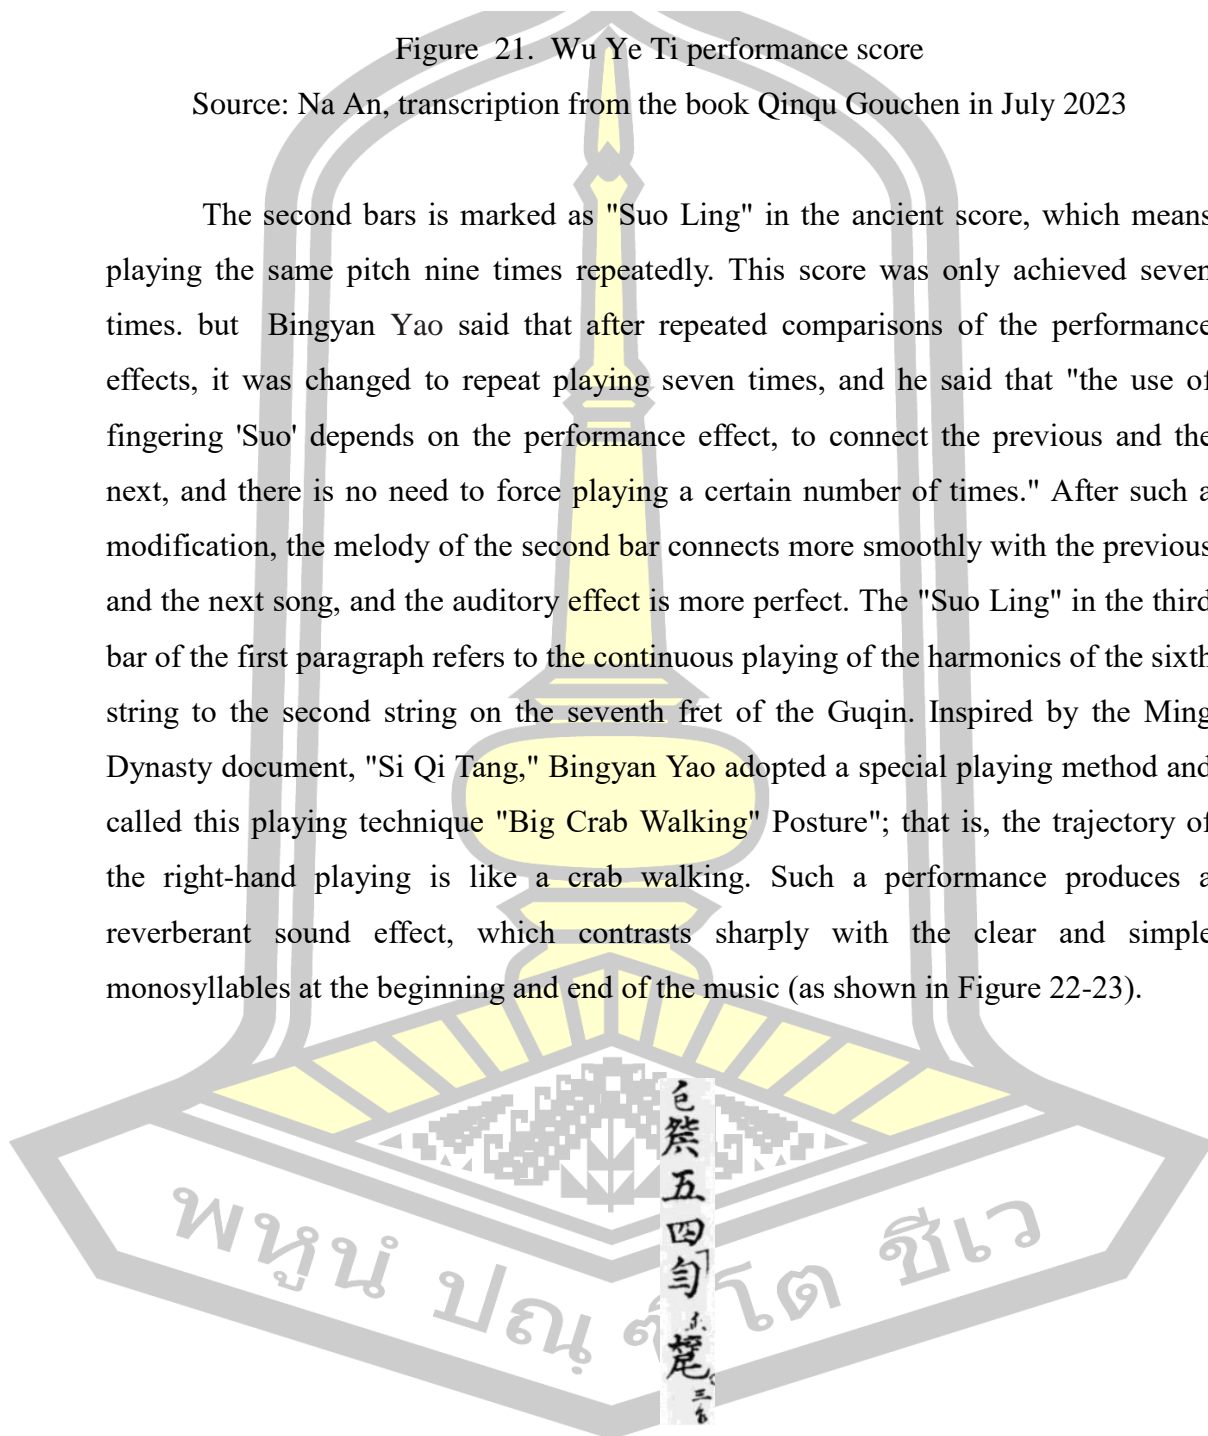 Figure 21. Wu Ye Ti performance score
Source: Na An, transcription from the book Qinqu Gouchen in July 2023
The second bars is marked as "Suo Ling" in the ancient score, which means
playing the same pitch nine times repeatedly. This score was only achieved seven
times. but Bingyan Yao said that after repeated comparisons of the performance
effects, it was changed to repeat playing seven times, and he said that "the use of
fingering 'Suo' depends on the performance effect, to connect the previous and the
next, and there is no need to force playing a certain number of times." After such a
modification, the melody of the second bar connects more smoothly with the previous
and the next song, and the auditory effect is more perfect. The "Suo Ling" in the third
bar of the first paragraph refers to the continuous playing of the harmonics of the sixth
string to the second string on the seventh fret of the Guqin. Inspired by the Ming
Dynasty document, "Si Qi Tang," Bingyan Yao adopted a special playing method and
called this playing technique "Big Crab Walking" Posture"; that is, the trajectory of
the right-hand playing is like a crab walking. Such a performance produces a
reverberant sound effect, which contrasts sharply with the clear and simple
monosyllables at the beginning and end of the music (as shown in Figure 22-23).
五
四
พหูนํ ปณฺ โต ชีเว